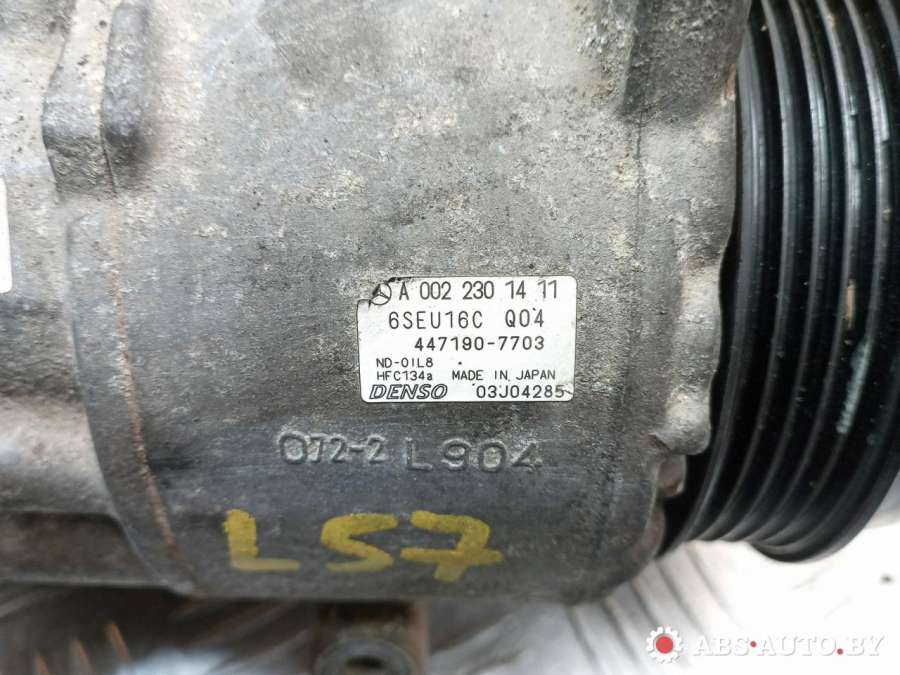 A 002 230 14 11
6SEU16C Q04
447190-7703
ND-OIL8
HFC134a MADE IN JAPAN
DENSO 03J04285
072-2 L904
LS7
ABS-AUTO.BY